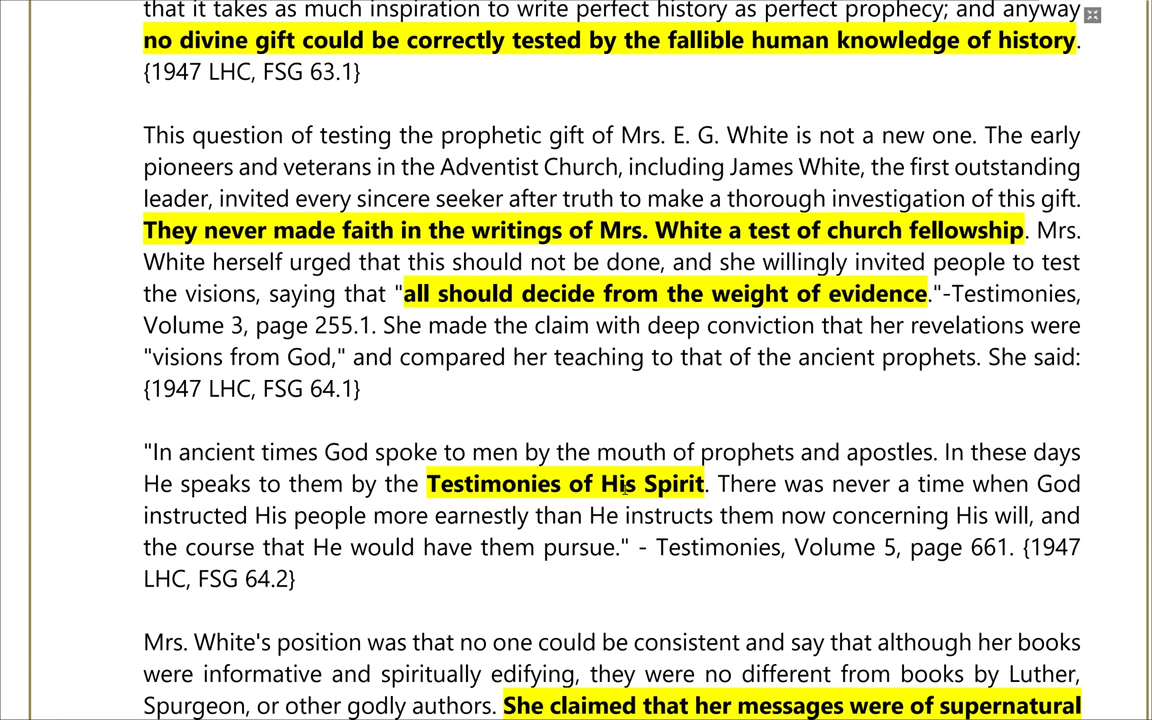 that it takes as much inspiration to write perfect history as perfect prophecy; and anyway
no divine gift could be correctly tested by the fallible human knowledge of history.
{1947 LHC, FSG 63.1}
This question of testing the prophetic gift of Mrs. E. G. White is not a new one. The early
pioneers and veterans in the Adventist Church, including James White, the first outstanding
leader, invited every sincere seeker after truth to make a thorough investigation of this gift.
They never made faith in the writings of Mrs. White a test of church fellowship. Mrs.
White herself urged that this should not be done, and she willingly invited people to test
the visions, saying that "all should decide from the weight of evidence."-Testimonies,
Volume 3, page 255.1. She made the claim with deep conviction that her revelations were
"visions from God," and compared her teaching to that of the ancient prophets. She said:
{1947 LHC, FSG 64.1}
"In ancient times God spoke to men by the mouth of prophets and apostles. In these days
He speaks to them by the Testimonies of His Spirit. There was never a time when God
instructed His people more earnestly than He instructs them now concerning His will, and
the course that He would have them pursue." - Testimonies, Volume 5, page 661. {1947
LHC, FSG 64.2}
Mrs. White's position was that no one could be consistent and say that although her books
were informative and spiritually edifying, they were no different from books by Luther,
Spurgeon, or other godly authors. She claimed that her messages were of supernatural